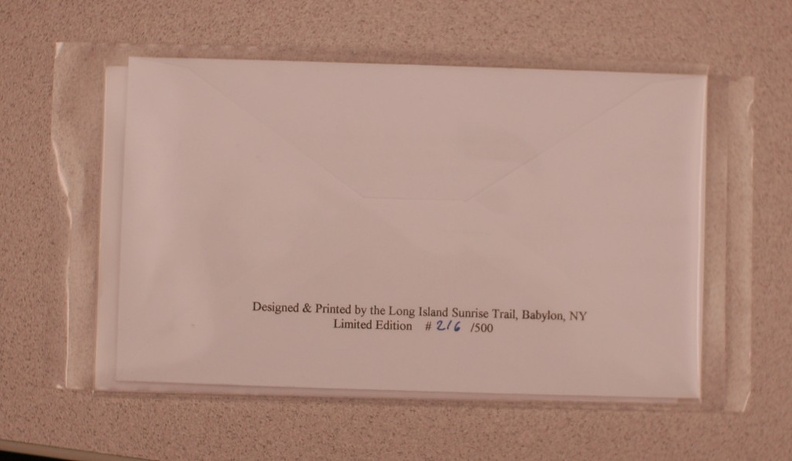 Designed & Printed by the Long Island Sunrise Trail, Babylon, NY
Limited Edition # 216 /500